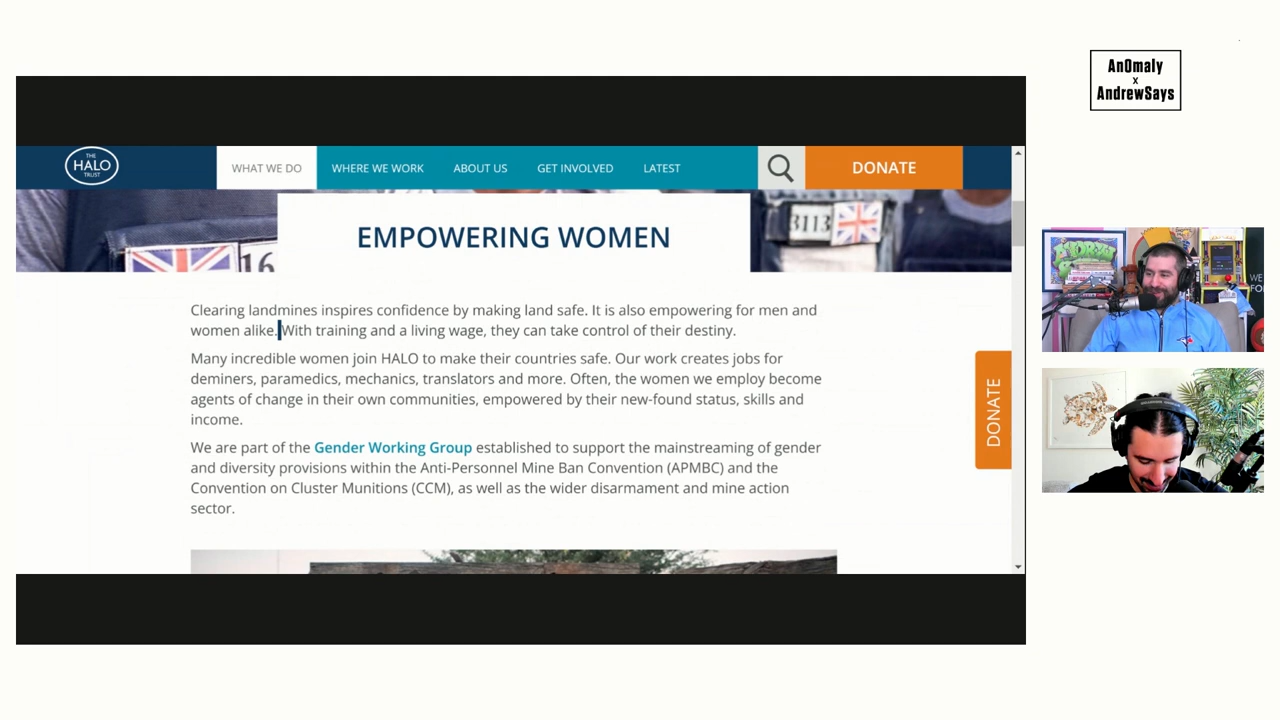 An0maly
x
AndrewSays
THE
HALO
TRUST
WHAT WE DO
WHERE WE WORK
ABOUT US
GET INVOLVED
LATEST
DONATE
16
3113
EMPOWERING WOMEN
Clearing landmines inspires confidence by making land safe. It is also empowering for men and
women alike. With training and a living wage, they can take control of their destiny.
Many incredible women join HALO to make their countries safe. Our work creates jobs for
deminers, paramedics, mechanics, translators and more. Often, the women we employ become
agents of change in their own communities, empowered by their new-found status, skills and
income.
We are part of the Gender Working Group established to support the mainstreaming of gender
and diversity provisions within the Anti-Personnel Mine Ban Convention (APMBC) and the
Convention on Cluster Munitions (CCM), as well as the wider disarmament and mine action
sector.
DONATE
WE
FO